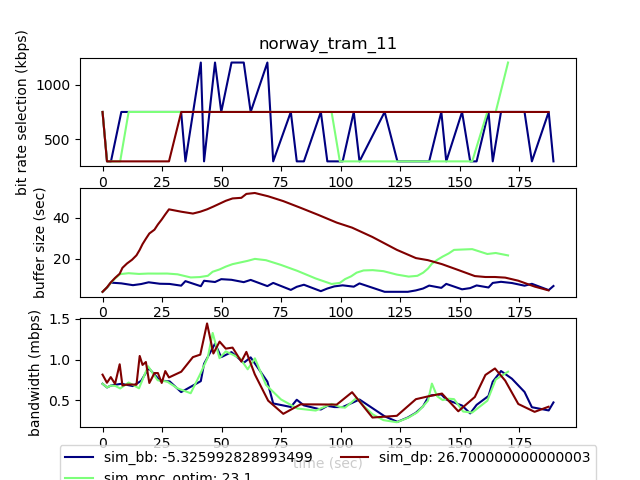 norway_tram_11
bit rate selection (kbps)
1000
500
0 25 50 75 100 125 150 175
buffer size (sec)
40
20
0 25 50 75 100 125 150 175
bandwidth (mbps)
1.5
1.0
0.5
0 25 50 75 100 125 150 175
time (sec)
sim_bb: -5.325992828993499
sim_dp: 26.700000000000003
sim_mpc_optim: 23.1